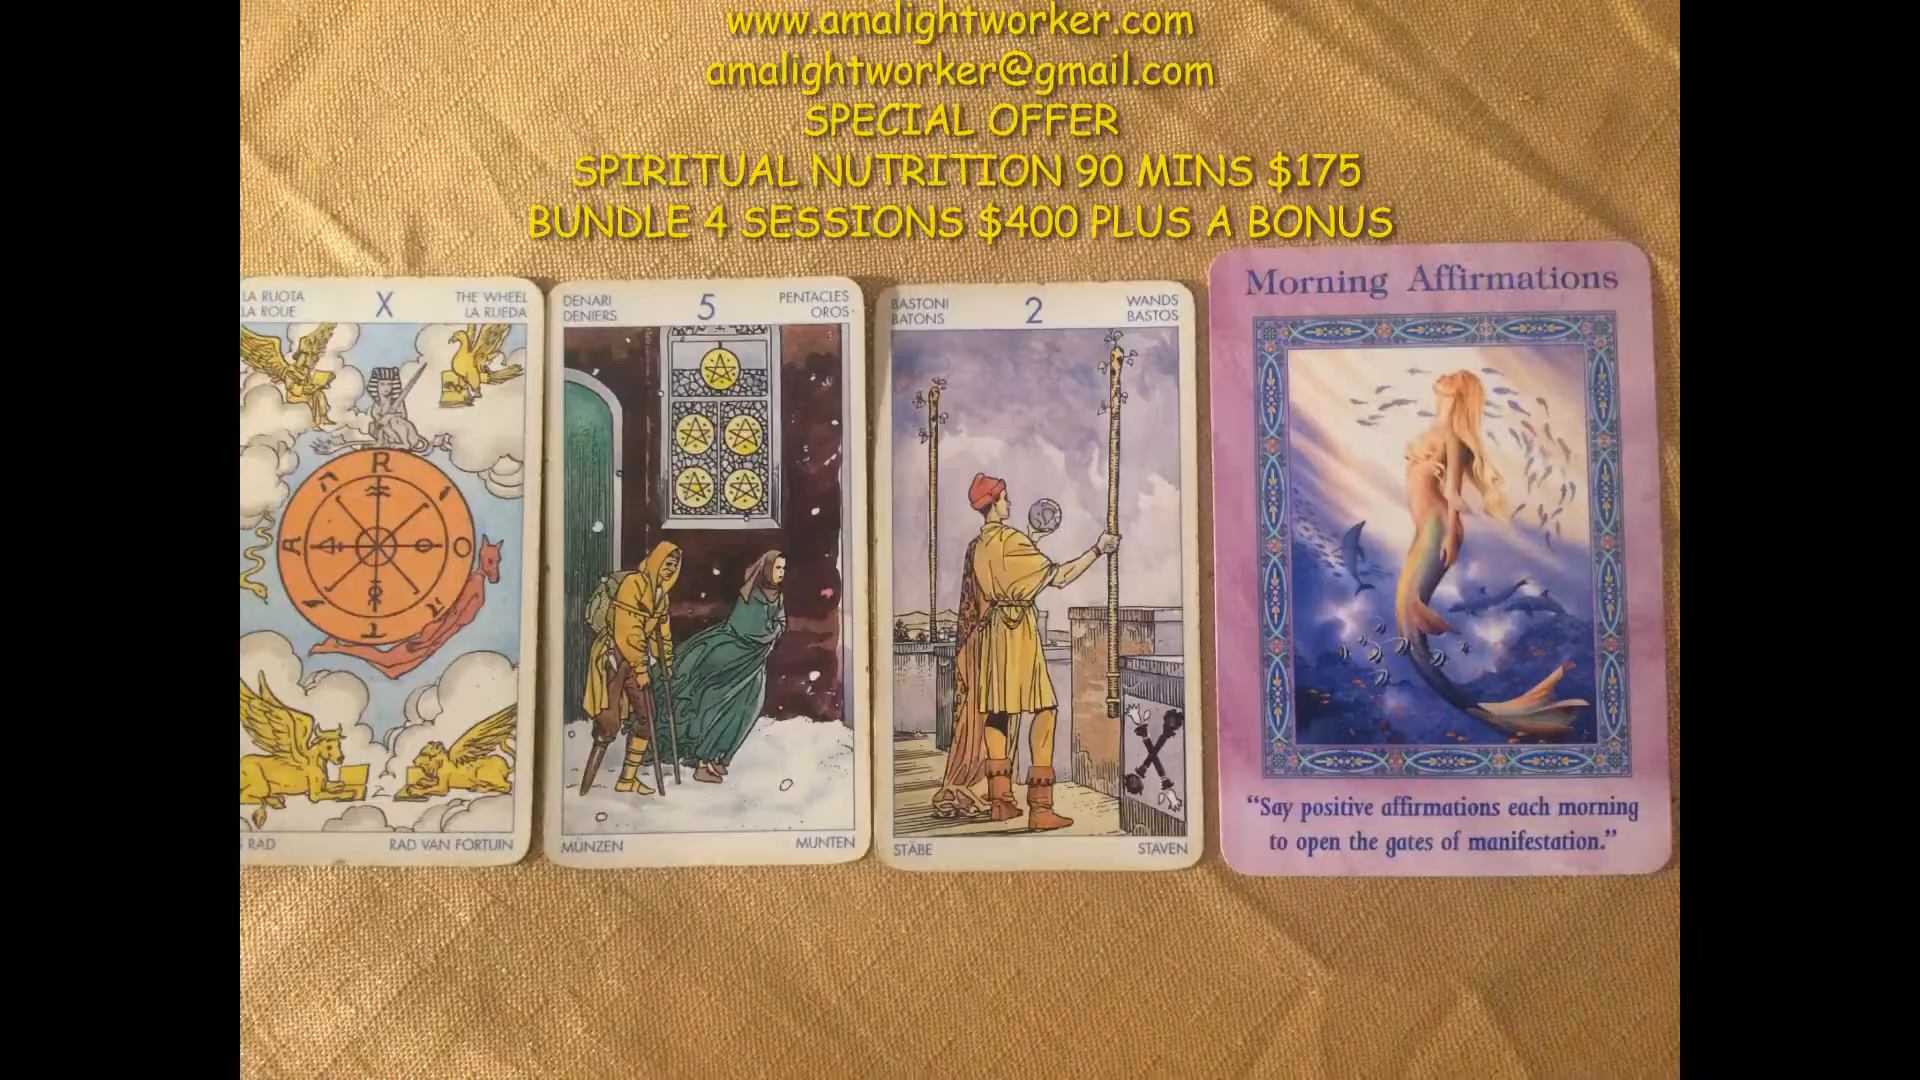 www.amalightworker.com
amalightworker@gmail.com
SPECIAL OFFER
SPIRITUAL NUTRITION 90 MINS $175
BUNDLE 4 SESSIONS $400 PLUS A BONUS
LA RUOTA
LA ROUE
X
THE WHEEL
LA RUEDA
R
O
T
A
RAD
RAD VAN FORTUIN
DENARI
DENIERS
5
PENTACLES
OROS
MÜNZEN
MUNTEN
BASTONI
BATONS
2
WANDS
BASTOS
STÄBE
STAVEN
Morning Affirmations
“Say positive affirmations each morning
to open the gates of manifestation.”